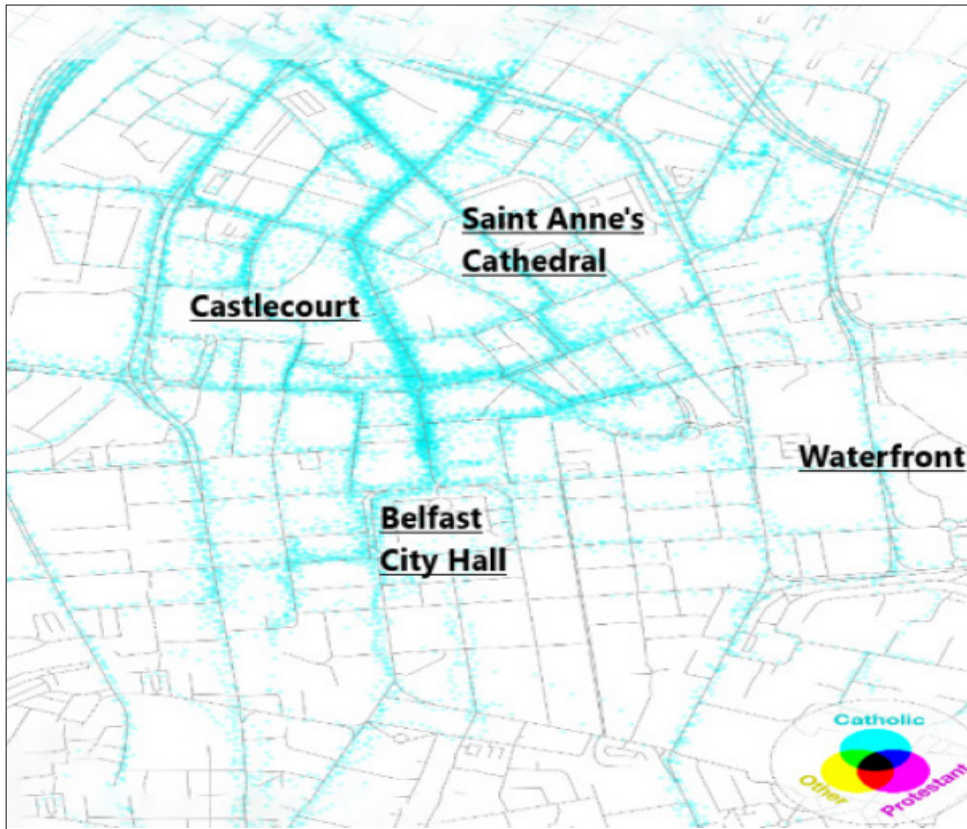 Saint Anne's
Cathedral
Castlecourt
Waterfront
Belfast
City Hall
Catholic
Other
Protestant